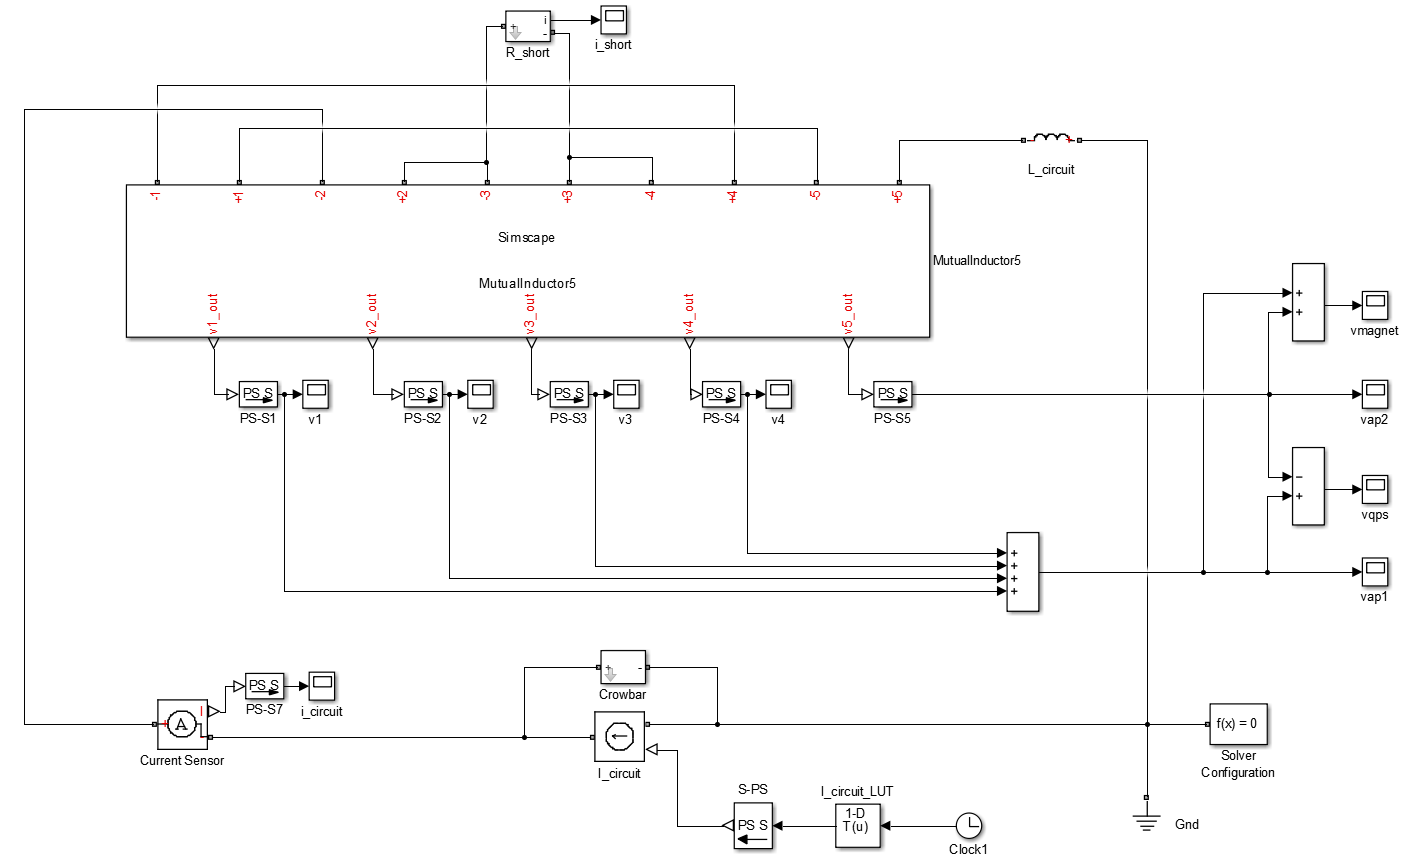 i
+
-
R_short
i_short
-1
+1
-2
+2
-3
+3
-4
+4
-5
+5
L_circuit
Simscape
MutualInductor5
MutualInductor5
v1_out
v2_out
v3_out
v4_out
v5_out
+
+
vmagnet
PS S
PS-S1
v1
PS S
PS-S2
v2
PS S
PS-S3
v3
PS S
PS-S4
v4
PS S
PS-S5
vap2
−
+
vqps
+
+
+
+
vap1
+
-
Crowbar
PS S
PS-S7
i_circuit
+
I
A
Current Sensor
I_circuit
f(x) = 0
Solver
Configuration
S-PS
PS S
I_circuit_LUT
1-D
T(u)
Clock1
Gnd